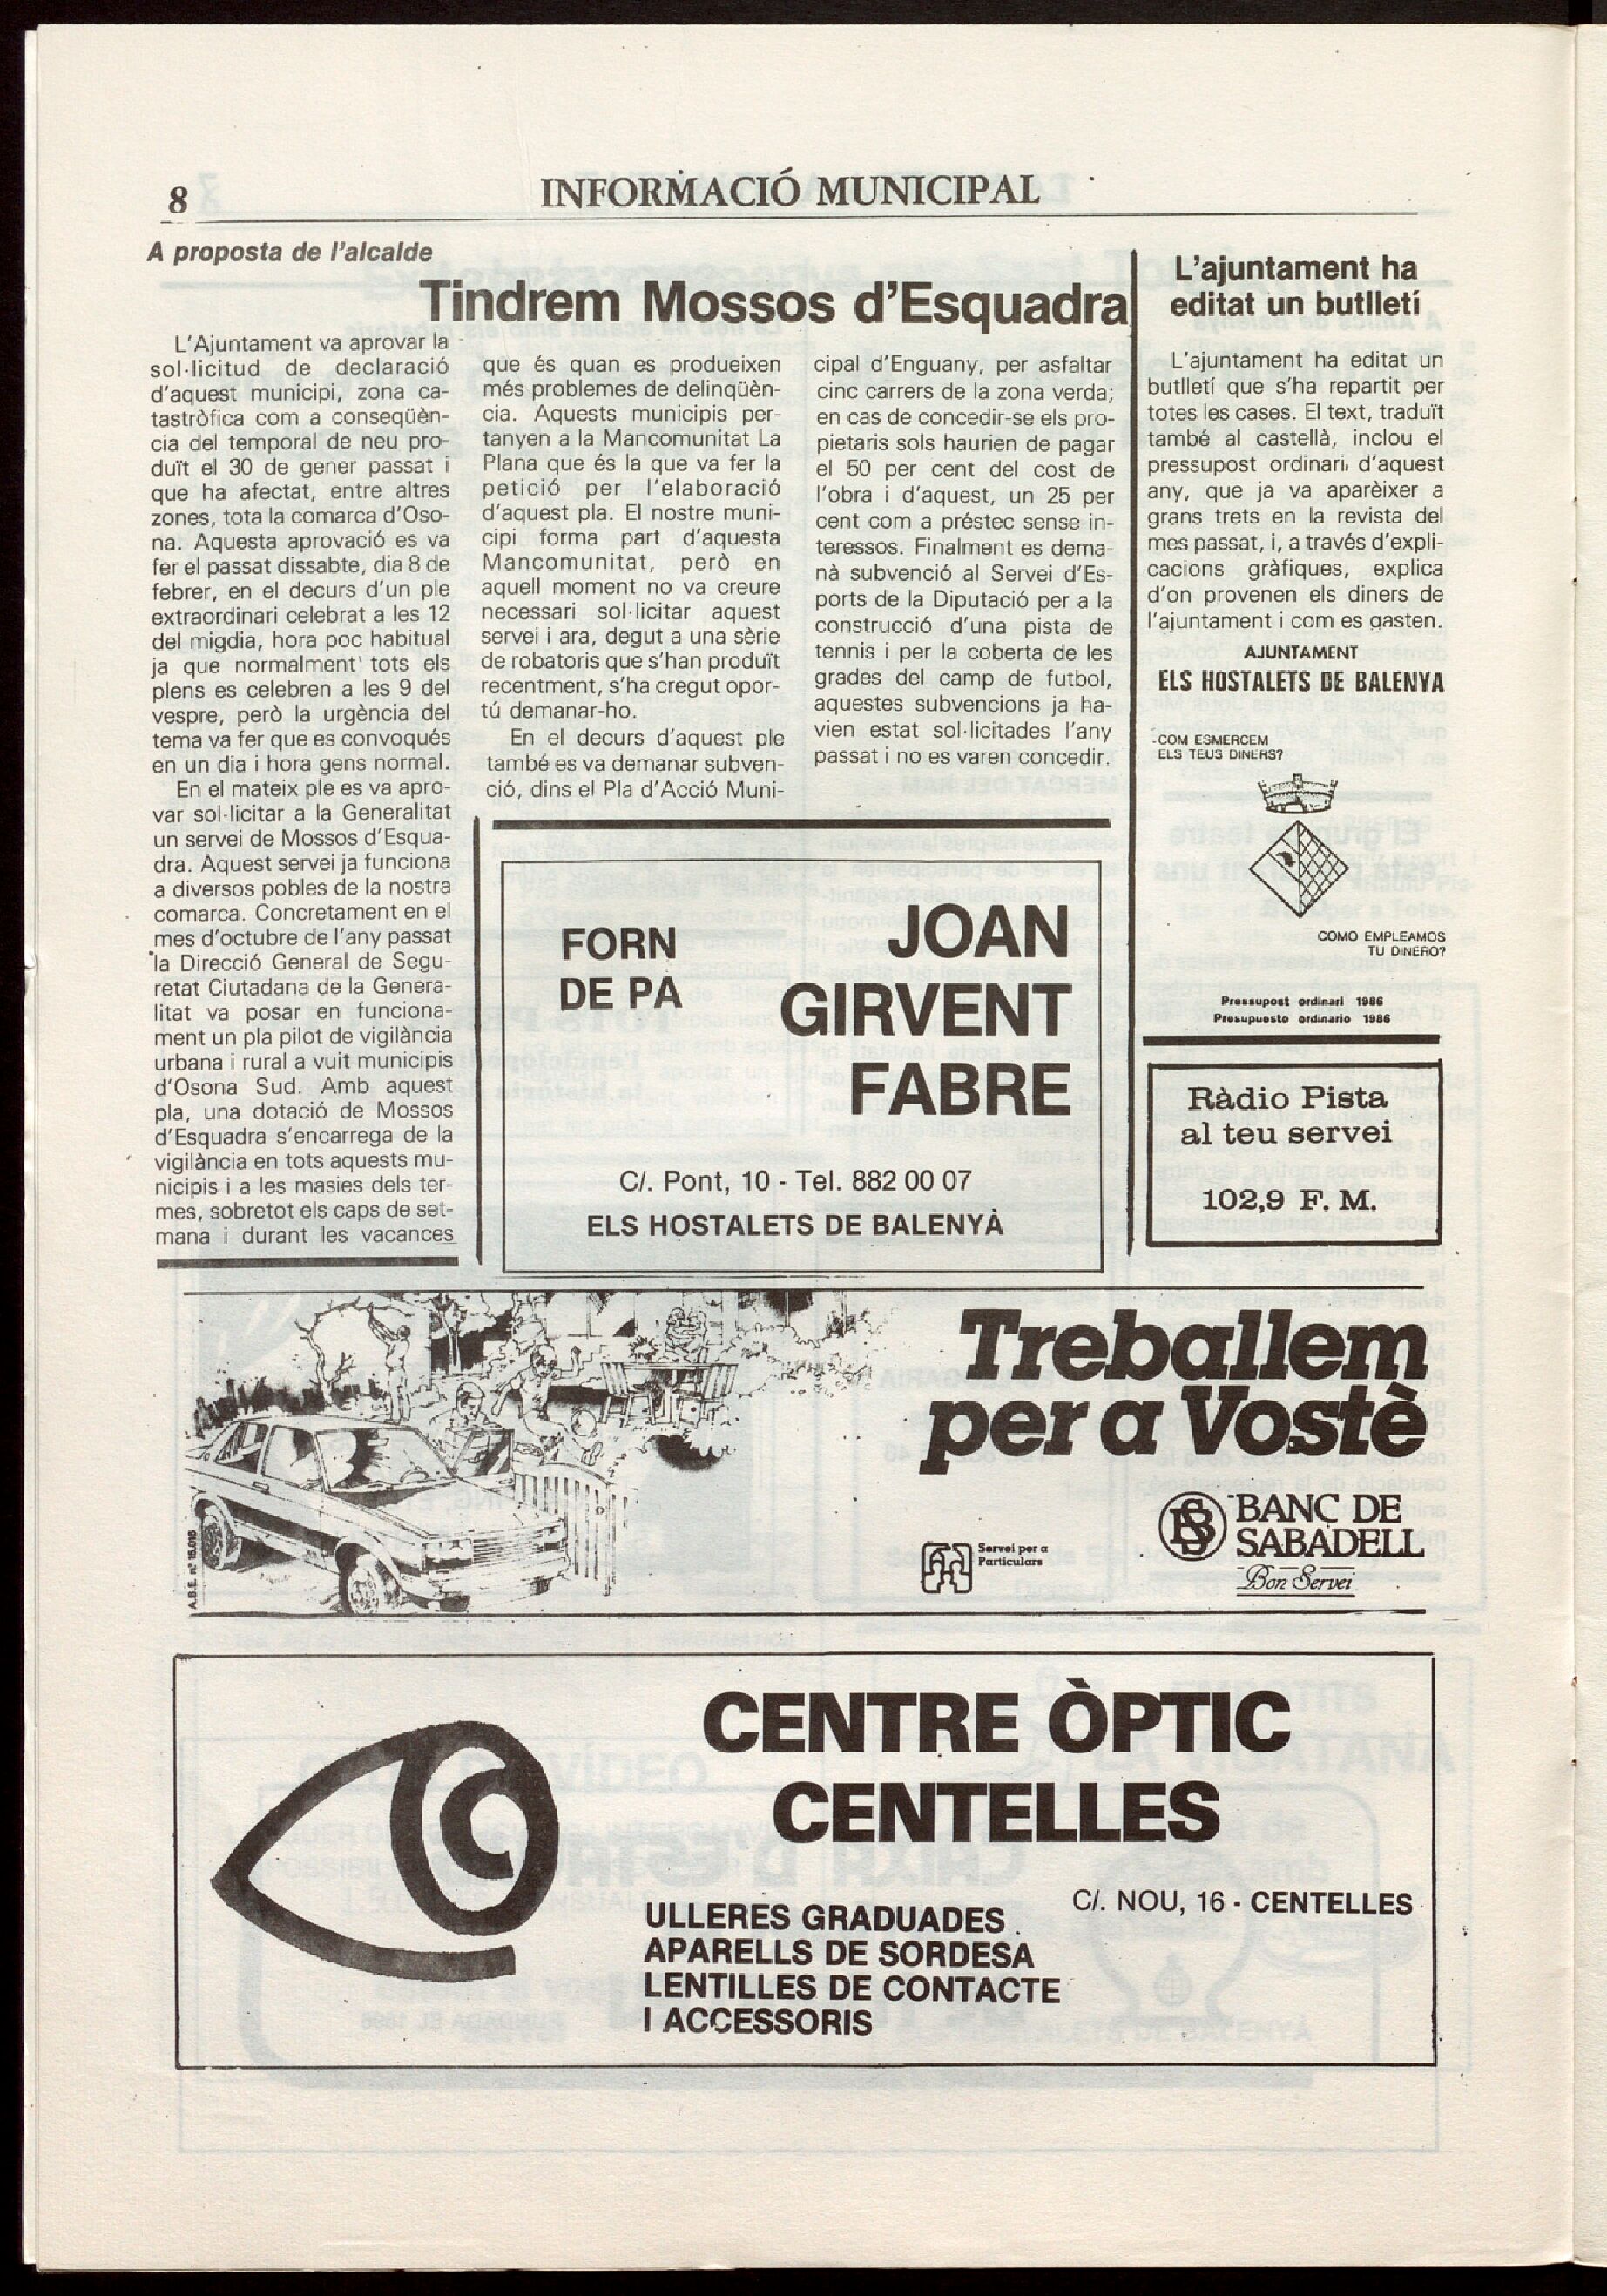 8
INFORMACIÓ MUNICIPAL
A proposta de l'alcalde
Tindrem Mossos d'Esquadra
L'Ajuntament va aprovar la
sol·licitud de declaració
d'aquest municipi, zona ca-
tastròfica com a conseqüèn-
cia del temporal de neu pro-
duït el 30 de gener passat i
que ha afectat, entre altres
zones, tota la comarca d'Oso-
na. Aquesta aprovació es va
fer el passat dissabte, dia 8 de
febrer, en el decurs d'un ple
extraordinari celebrat a les 12
del migdia, hora poc habitual
ja que normalment tots els
plens es celebren a les 9 del
vespre, però la urgència del
tema va fer que es convoqués
en un dia i hora gens normal.
En el mateix ple es va apro-
var sol·licitar a la Generalitat
un servei de Mossos d'Esqua-
dra. Aquest servei ja funciona
a diversos pobles de la nostra
comarca. Concretament en el
mes d'octubre de l'any passat
la Direcció General de Segu-
retat Ciutadana de la Genera-
litat va posar en funciona-
ment un pla pilot de vigilància
urbana i rural a vuit municipis
d'Osona Sud. Amb aquest
pla, una dotació de Mossos
d'Esquadra s'encarrega de la
vigilància en tots aquests mu-
nicipis i a les masies dels ter-
mes, sobretot els caps de set-
mana i durant les vacances
que és quan es produeixen
més problemes de delinqüèn-
cia. Aquests municipis per-
tanyen a la Mancomunitat La
Plana que és la que va fer la
petició per l'elaboració
d'aquest pla. El nostre muni-
cipi forma part d'aquesta
Mancomunitat, però en
aquell moment no va creure
necessari sol·licitar aquest
servei i ara, degut a una sèrie
de robatoris que s'han produït
recentment, s'ha cregut opor-
tú demanar-ho.
En el decurs d'aquest ple
també es va demanar subven-
ció, dins el Pla d'Acció Muni-
cipal d'Enguany, per asfaltar
cinc carrers de la zona verda;
en cas de concedir-se els pro-
pietaris sols haurien de pagar
el 50 per cent del cost de
l'obra i d'aquest, un 25 per
cent com a préstec sense in-
teressos. Finalment es dema-
nà subvenció al Servei d'Es-
ports de la Diputació per a la
construcció d'una pista de
tennis i per la coberta de les
grades del camp de futbol,
aquestes subvencions ja ha-
vien estat sol·licitades l'any
passat i no es varen concedir.
L'ajuntament ha
editat un butlletí
L'ajuntament ha editat un
butlletí que s'ha repartit per
totes les cases. El text, traduït
també al castellà, inclou el
pressupost ordinari d'aquest
any, que ja va aparèixer a
grans trets en la revista del
mes passat, i, a través d'expli-
cacions gràfiques, explica
d'on provenen els diners de
l'ajuntament i com es gasten.
AJUNTAMENT
ELS HOSTALETS DE BALENYA
COM ESMERCEM
ELS TEUS DINERS?
COMO EMPLEAMOS
TU DINERO?
Pressupost ordinari 1986
Presupuesto ordinario 1986
Ràdio Pista
al teu servei
102,9 F. M.
FORN
DE PA
JOAN
GIRVENT
FABRE
C/. Pont, 10 - Tel. 882 00 07
ELS HOSTALETS DE BALENYÀ
A.B.E. nº 15.016
Treballem
per a Vostè
Servei per a
Particulars
BS
BANC DE
SABADELL
Bon Servei
CENTRE ÒPTIC
CENTELLES
C/. NOU, 16 - CENTELLES
ULLERES GRADUADES
APARELLS DE SORDESA
LENTILLES DE CONTACTE
I ACCESSORIS